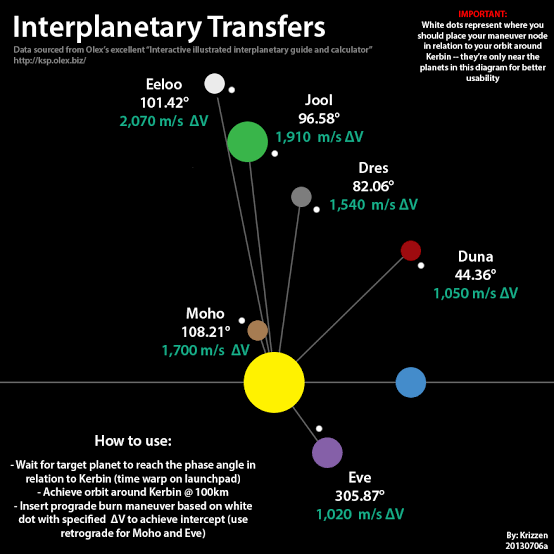 Interplanetary Transfers
Data sourced from Olex's excellent "Interactive illustrated interplanetary guide and calculator"
http://ksp.olex.biz/
IMPORTANT:
White dots represent where you
should place your maneuver node
in relation to your orbit around
Kerbin -- they're only near the
planets in this diagram for better
usability
Eeloo
101.42°
2,070 m/s ΔV
Jool
96.58°
1,910 m/s ΔV
Dres
82.06°
1,540 m/s ΔV
Duna
44.36°
1,050 m/s ΔV
Moho
108.21°
1,700 m/s ΔV
Eve
305.87°
1,020 m/s ΔV
How to use:
- Wait for target planet to reach the phase angle in
relation to Kerbin (time warp on launchpad)
- Achieve orbit around Kerbin @ 100km
- Insert prograde burn maneuver based on white
dot with specified ΔV to achieve intercept (use
retrograde for Moho and Eve)
By: Krizzen
20130706a